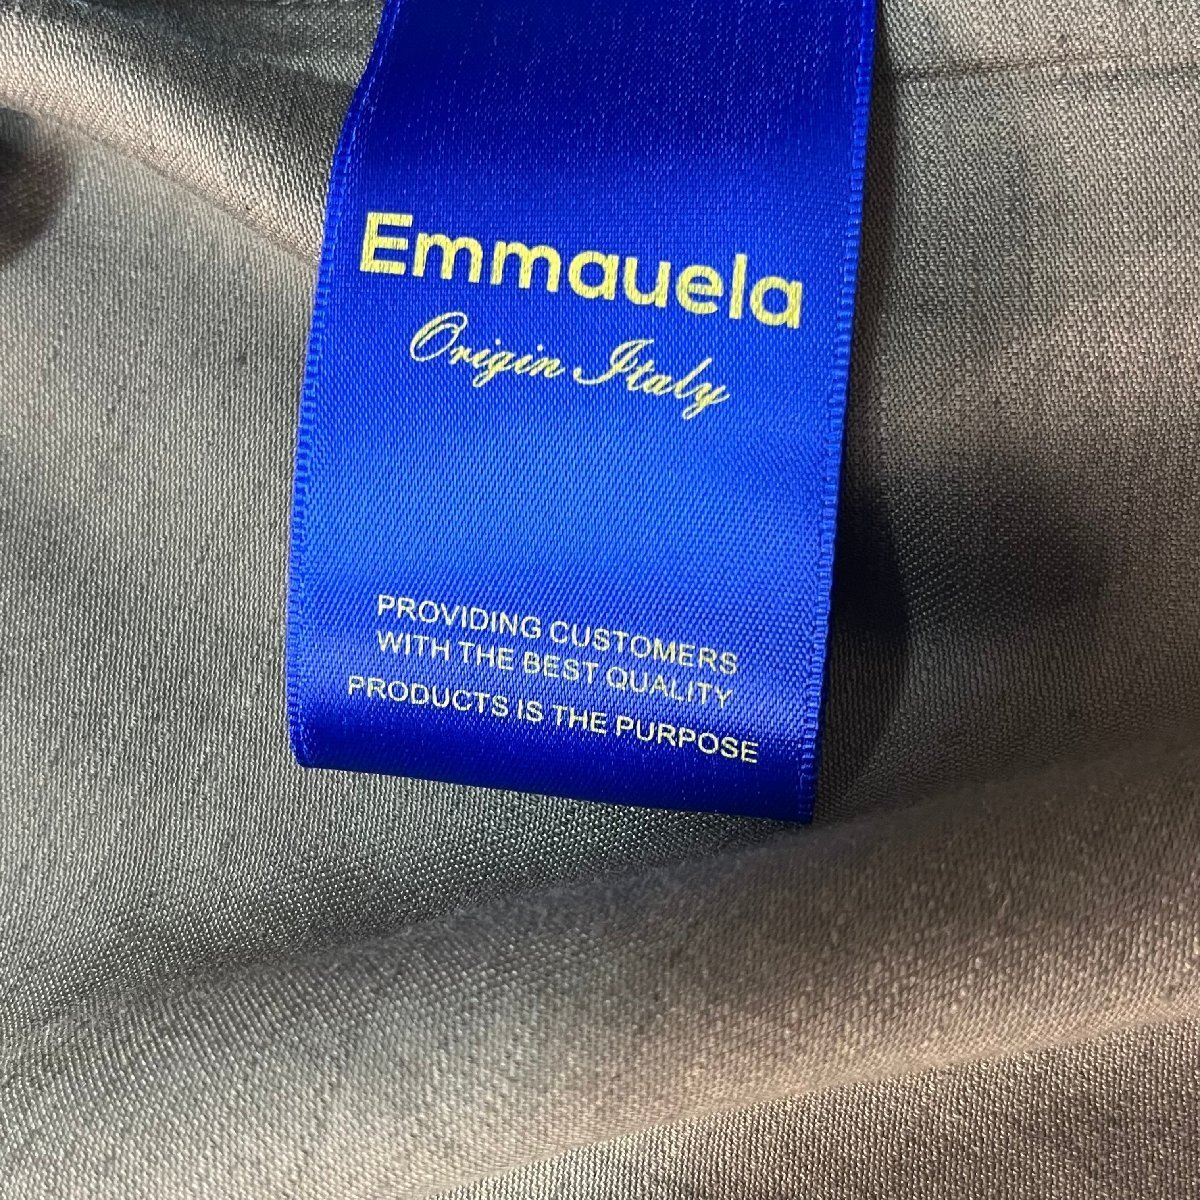 Emmauela
Origin Italy
PROVIDING CUSTOMERS
WITH THE BEST QUALITY
PRODUCTS IS THE PURPOSE